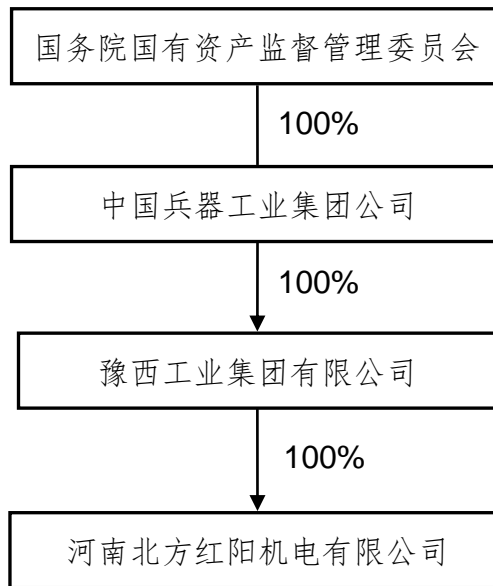 国务院国有资产监督管理委员会
100%
中国兵器工业集团公司
100%
豫西工业集团有限公司
100%
河南北方红阳机电有限公司